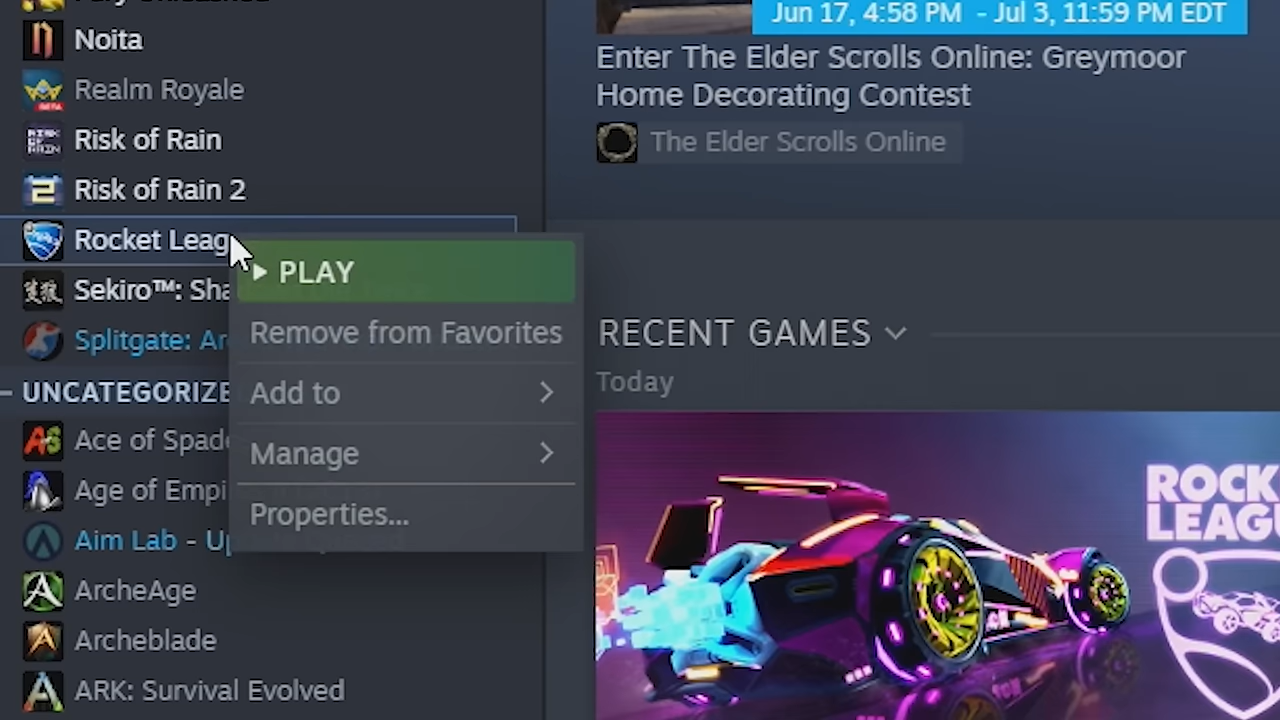 Noita
Realm Royale
Risk of Rain
Risk of Rain 2
Rocket Leag
Sekiro™: Sha
Splitgate: Ar
UNCATEGORIZE
Ace of Spad
Age of Empi
Aim Lab - Up
ArcheAge
Archeblade
ARK: Survival Evolved
PLAY
Remove from Favorites
Add to
Manage
Properties...
Jun 17, 4:58 PM - Jul 3, 11:59 PM EDT
Enter The Elder Scrolls Online: Greymoor
Home Decorating Contest
The Elder Scrolls Online
RECENT GAMES
Today
ROCK
LEAG